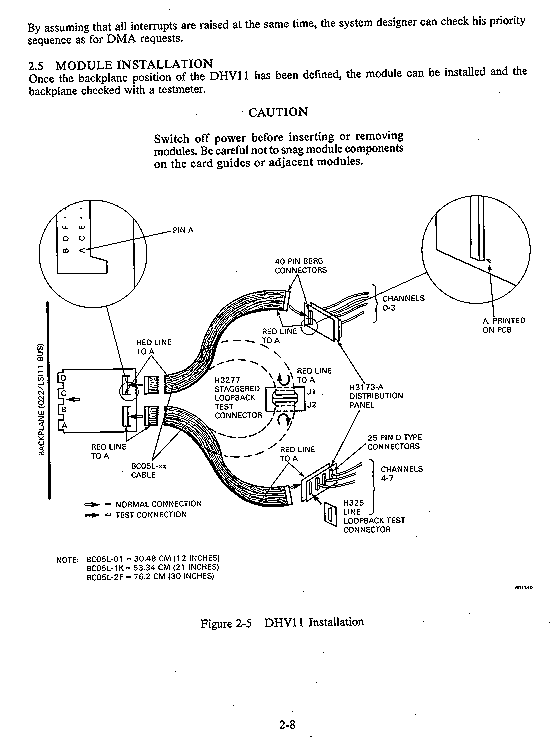 By assuming that all interrupts are raised at the same time, the system designer can check his priority
sequence as for DMA requests.
2.5 MODULE INSTALLATION
Once the backplane position of the DHV11 has been defined, the module can be installed and the
backplane checked with a testmeter.
CAUTION
Switch off power before inserting or removing
modules. Be careful not to snag module components
on the card guides or adjacent modules.
B D F
A C E
PIN A
40 PIN BERG
CONNECTORS
CHANNELS
0-3
A PRINTED
ON PCB
RED LINE
TO A
RED LINE
TO A
BACKPLANE (Q22/LSI11 BUS)
D
C
B
A
H3277
STAGGERED
LOOPBACK
TEST
CONNECTOR
RED LINE
TO A
J1
J2
H3173-A
DISTRIBUTION
PANEL
RED LINE
TO A
BC05L-xx
CABLE
RED LINE
TO A
25 PIN D TYPE
CONNECTORS
CHANNELS
4-7
= NORMAL CONNECTION
= TEST CONNECTION
H325
LINE
LOOPBACK TEST
CONNECTOR
NOTE: BC05L-01 = 30.48 CM (12 INCHES)
BC05L-1K = 53.34 CM (21 INCHES)
BC05L-2F = 76.2 CM (30 INCHES)
Figure 2-5 DHV11 Installation
2-8